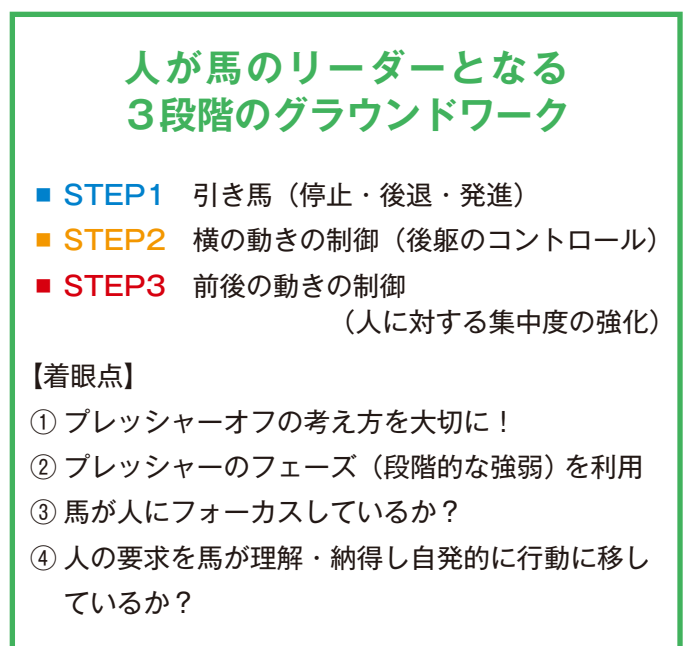 人が馬のリーダーとなる
3段階のグラウンドワーク
■ STEP1 引き馬（停止・後退・発進）
■ STEP2 横の動きの制御（後躯のコントロール）
■ STEP3 前後の動きの制御
（人に対する集中度の強化）
【着眼点】
① プレッシャーオフの考え方を大切に！
② プレッシャーのフェーズ（段階的な強弱）を利用
③ 馬が人にフォーカスしているか？
④ 人の要求を馬が理解・納得し自発的に行動に移し
ているか？